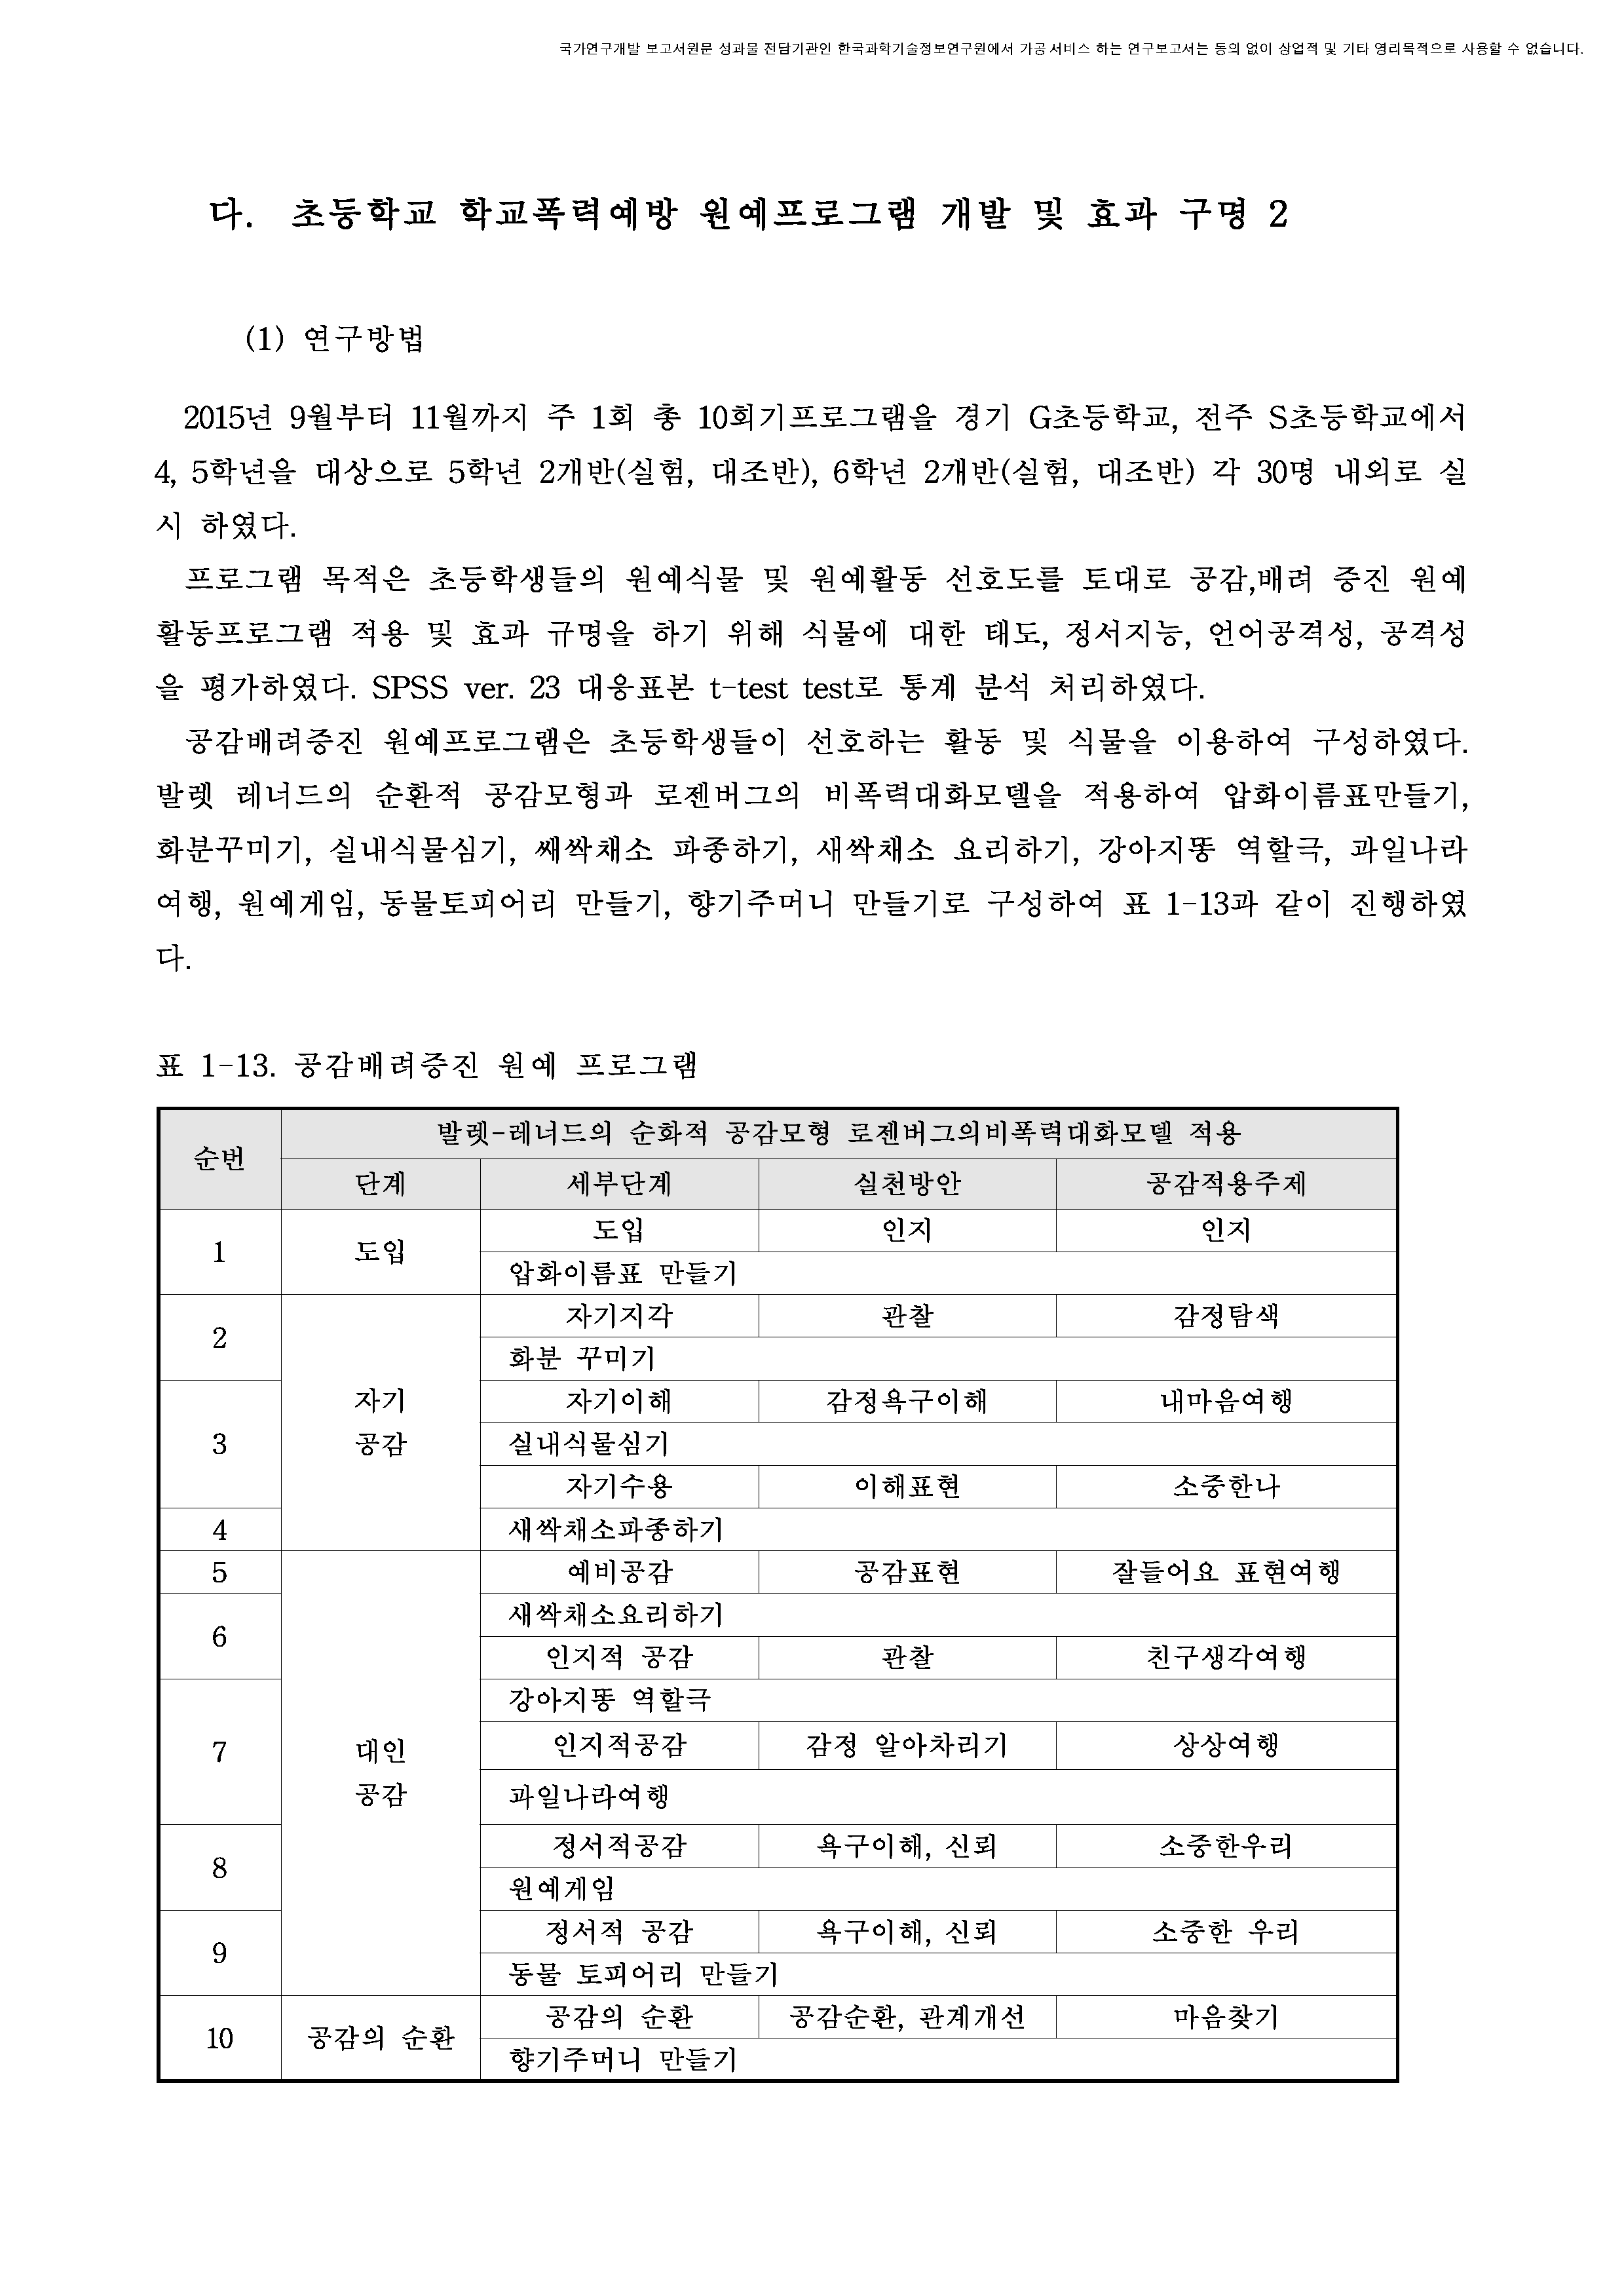 국가연구개발 보고서원문 성과물 전담기관인 한국과학기술정보연구원에서 가공·서비스 하는 연구보고서는 동의 없이 상업적 및 기타 영리목적으로 사용할 수 없습니다.
다. 초등학교 학교폭력예방 원예프로그램 개발 및 효과 구명 2
(1) 연구방법
2015년 9월부터 11월까지 주 1회 총 10회기프로그램을 경기 G초등학교, 전주 S초등학교에서
4, 5학년을 대상으로 5학년 2개반(실험, 대조반), 6학년 2개반(실험, 대조반) 각 30명 내외로 실
시 하였다.
프로그램 목적은 초등학생들의 원예식물 및 원예활동 선호도를 토대로 공감,배려 증진 원예
활동프로그램 적용 및 효과 규명을 하기 위해 식물에 대한 태도, 정서지능, 언어공격성, 공격성
을 평가하였다. SPSS ver. 23 대응표본 t-test test로 통계 분석 처리하였다.
공감배려증진 원예프로그램은 초등학생들이 선호하는 활동 및 식물을 이용하여 구성하였다.
발렛 레너드의 순환적 공감모형과 로젠버그의 비폭력대화모델을 적용하여 압화이름표만들기,
화분꾸미기, 실내식물심기, 쌔싹채소 파종하기, 새싹채소 요리하기, 강아지똥 역할극, 과일나라
여행, 원예게임, 동물토피어리 만들기, 향기주머니 만들기로 구성하여 표 1-13과 같이 진행하였
다.
표 1-13. 공감배려증진 원예 프로그램
순번 발렛-레너드의 순화적 공감모형 로젠버그의비폭력대화모델 적용
단계 세부단계 실천방안 공감적용주제
1 도입 도입 인지 인지
압화이름표 만들기
2 자기지각 관찰 감정탐색
화분 꾸미기
자기 공감
3 자기이해 감정욕구이해 내마음여행
실내식물심기
자기수용 이해표현 소중한나
4 새싹채소파종하기
5 예비공감 공감표현 잘들어요 표현여행
6 새싹채소요리하기
인지적 공감 관찰 친구생각여행
강아지똥 역할극
7 대인 공감 인지적공감 감정 알아차리기 상상여행
과일나라여행
8 정서적공감 욕구이해, 신뢰 소중한우리
원예게임
9 정서적 공감 욕구이해, 신뢰 소중한 우리
동물 토피어리 만들기
10 공감의 순환 공감의 순환 공감순환, 관계개선 마음찾기
향기주머니 만들기